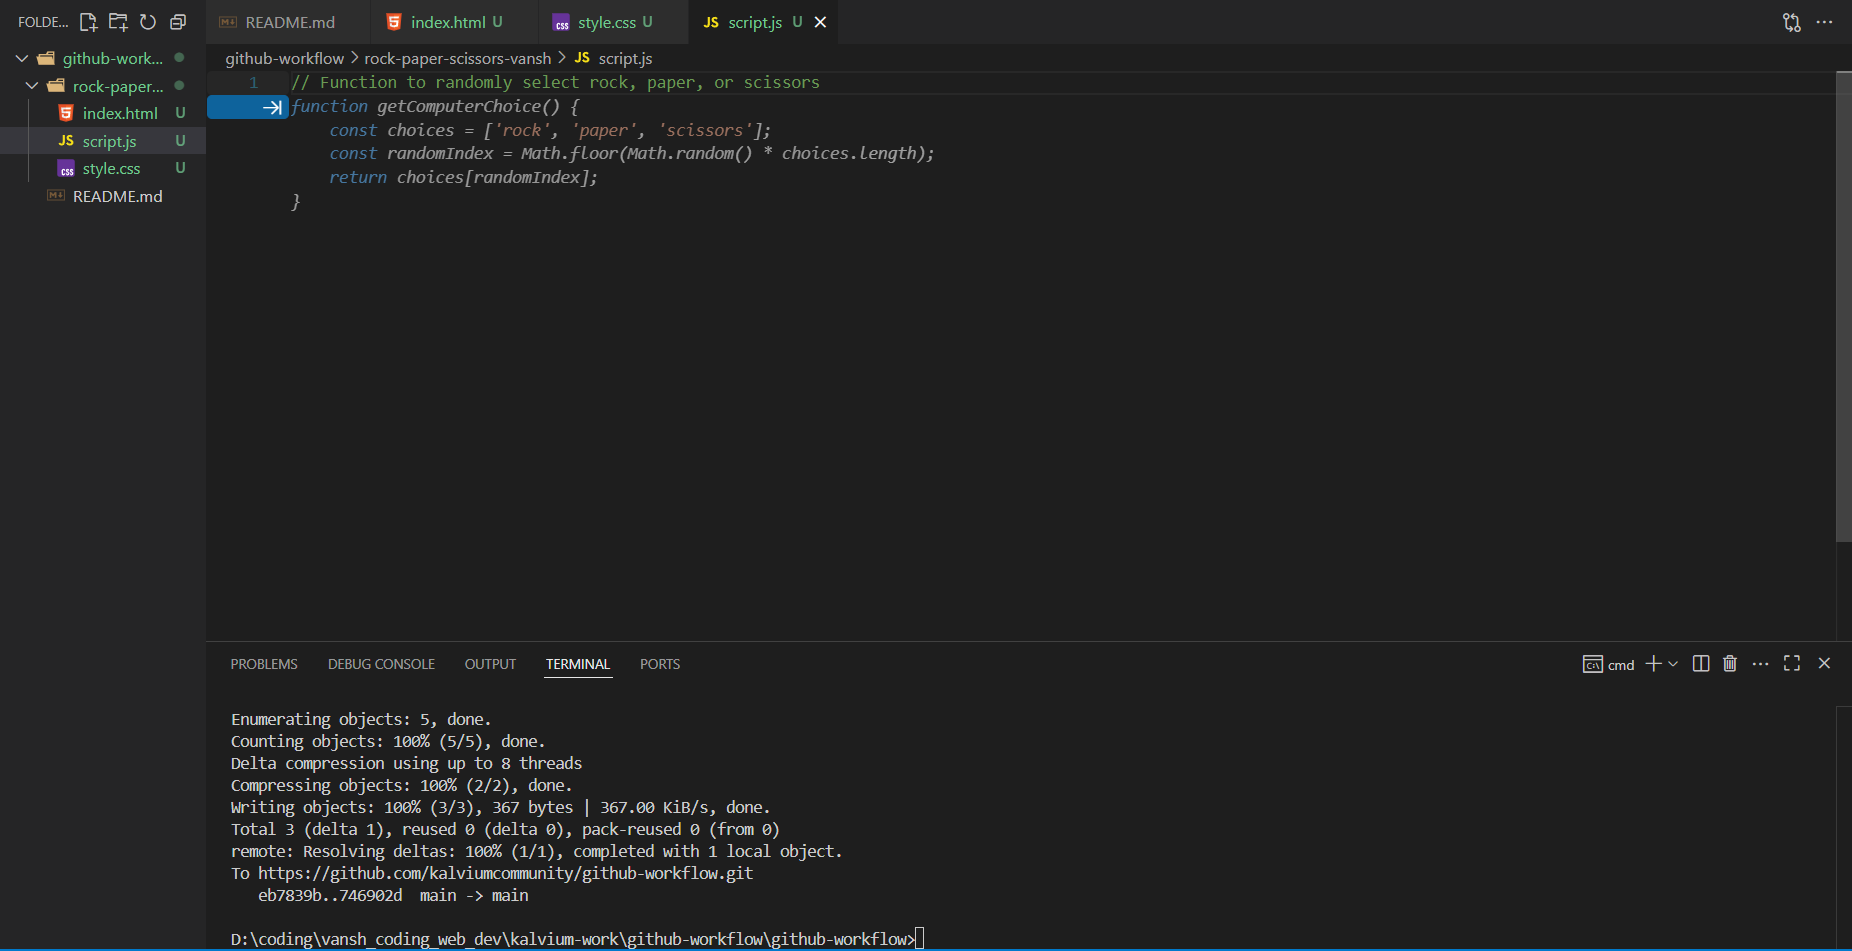 FOLDE...
github-work...
rock-paper...
index.html U
JS script.js U
css style.css U
README.md
README.md
index.html U
css style.css U
JS script.js U
github-workflow > rock-paper-scissors-vansh > JS script.js
1 // Function to randomly select rock, paper, or scissors
function getComputerChoice() {
const choices = ['rock', 'paper', 'scissors'];
const randomIndex = Math.floor(Math.random() * choices.length);
return choices[randomIndex];
}
PROBLEMS DEBUG CONSOLE OUTPUT TERMINAL PORTS
cmd
Enumerating objects: 5, done.
Counting objects: 100% (5/5), done.
Delta compression using up to 8 threads
Compressing objects: 100% (2/2), done.
Writing objects: 100% (3/3), 367 bytes | 367.00 KiB/s, done.
Total 3 (delta 1), reused 0 (delta 0), pack-reused 0 (from 0)
remote: Resolving deltas: 100% (1/1), completed with 1 local object.
To https://github.com/kalviumcommunity/github-workflow.git
eb7839b..746902d main -> main
D:\coding\vansh_coding_web_dev\kalvium-work\github-workflow\github-workflow>